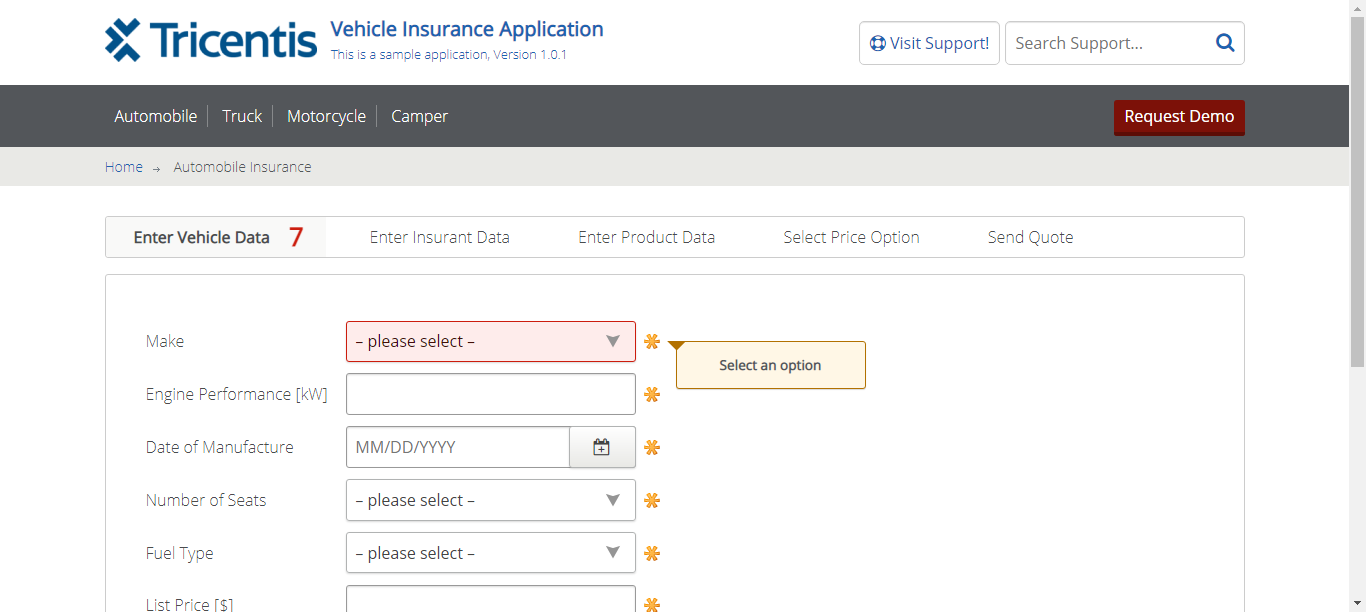 Tricentis
Vehicle Insurance Application
This is a sample application, Version 1.0.1
Visit Support!
Search Support...
Automobile
Truck
Motorcycle
Camper
Request Demo
Home → Automobile Insurance
Enter Vehicle Data 7
Enter Insurant Data
Enter Product Data
Select Price Option
Send Quote
Make
– please select –
Select an option
Engine Performance [kW]
Date of Manufacture
MM/DD/YYYY
Number of Seats
– please select –
Fuel Type
– please select –
List Price [$]